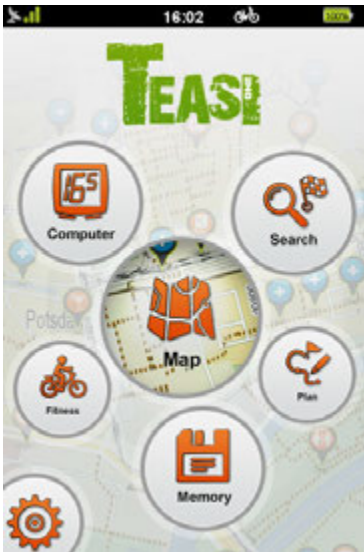 16:02
100%
TEASI
16⁵
Computer
Search
Potsda
Map
Fitness
Plan
Memory